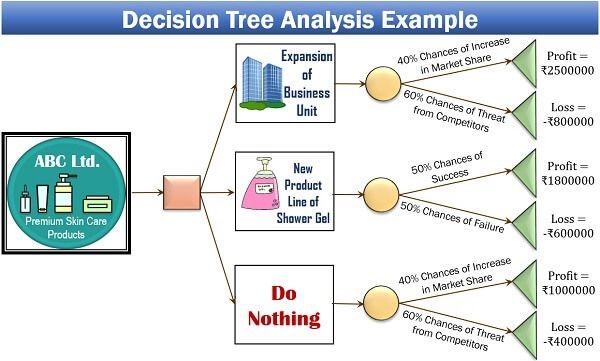 Decision Tree Analysis Example
ABC Ltd.
Premium Skin Care
Products
Expansion
of
Business
Unit
40% Chances of Increase
in Market Share
Profit =
₹2500000
60% Chances of Threat
from Competitors
Loss =
-₹800000
New
Product
Line of
Shower Gel
50% Chances of
Success
Profit =
₹1800000
50% Chances of Failure
Loss =
-₹600000
Do
Nothing
40% Chances of Increase
in Market Share
Profit =
₹1000000
60% Chances of Threat
from Competitors
Loss =
-₹400000